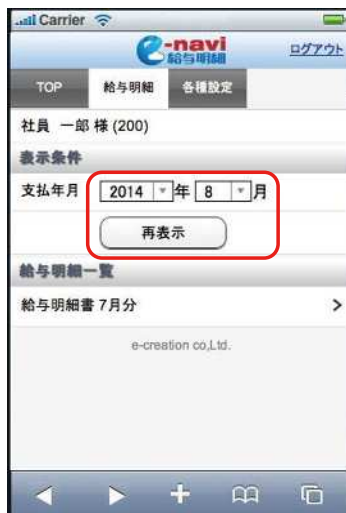 Carrier
e-navi
給与明細
ログアウト
TOP 給与明細 各種設定
社員 一郎 様 (200)
表示条件
支払年月 2014 年 8 月
再表示
給与明細一覧
給与明細書 7月分 >
e-creation co,Ltd.